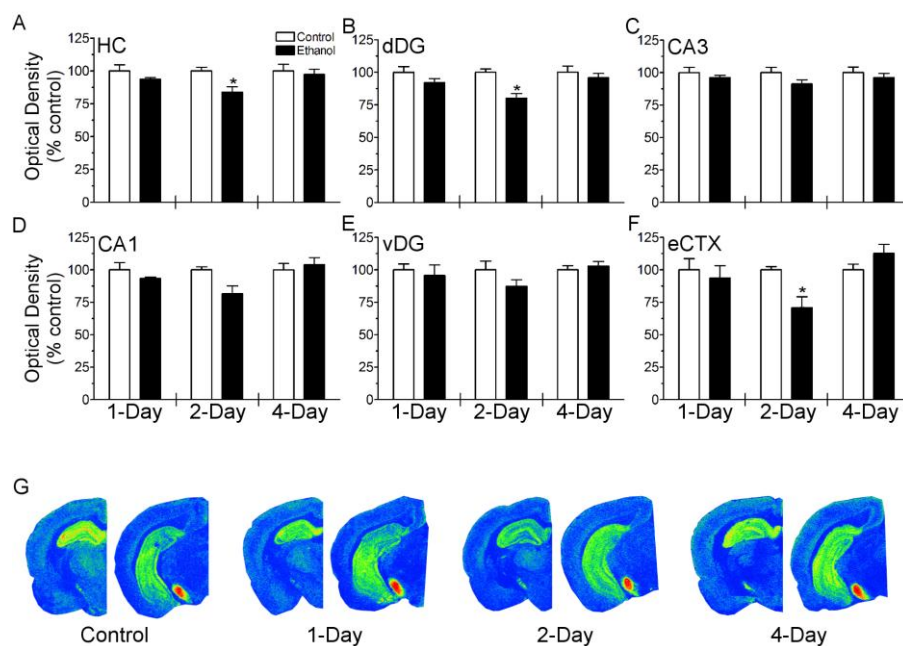 A
HC
Control
Ethanol
125
100
75
50
25
0
Optical Density
(% control)
*
B
dDG
125
100
75
50
25
0
*
C
CA3
125
100
75
50
25
0
D
CA1
125
100
75
50
25
0
Optical Density
(% control)
1-Day 2-Day 4-Day
E
vDG
125
100
75
50
25
0
1-Day 2-Day 4-Day
F
eCTX
125
100
75
50
25
0
*
1-Day 2-Day 4-Day
G
Control 1-Day 2-Day 4-Day